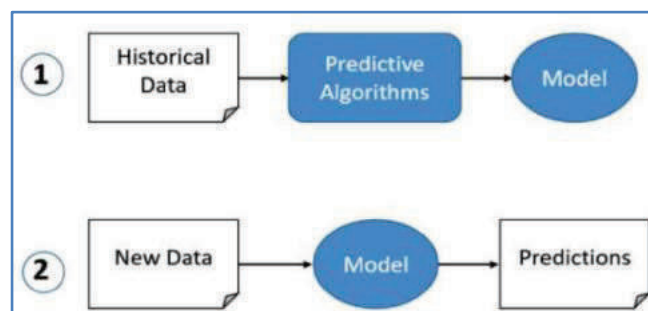 1
Historical
Data
Predictive
Algorithms
Model
2
New Data
Model
Predictions